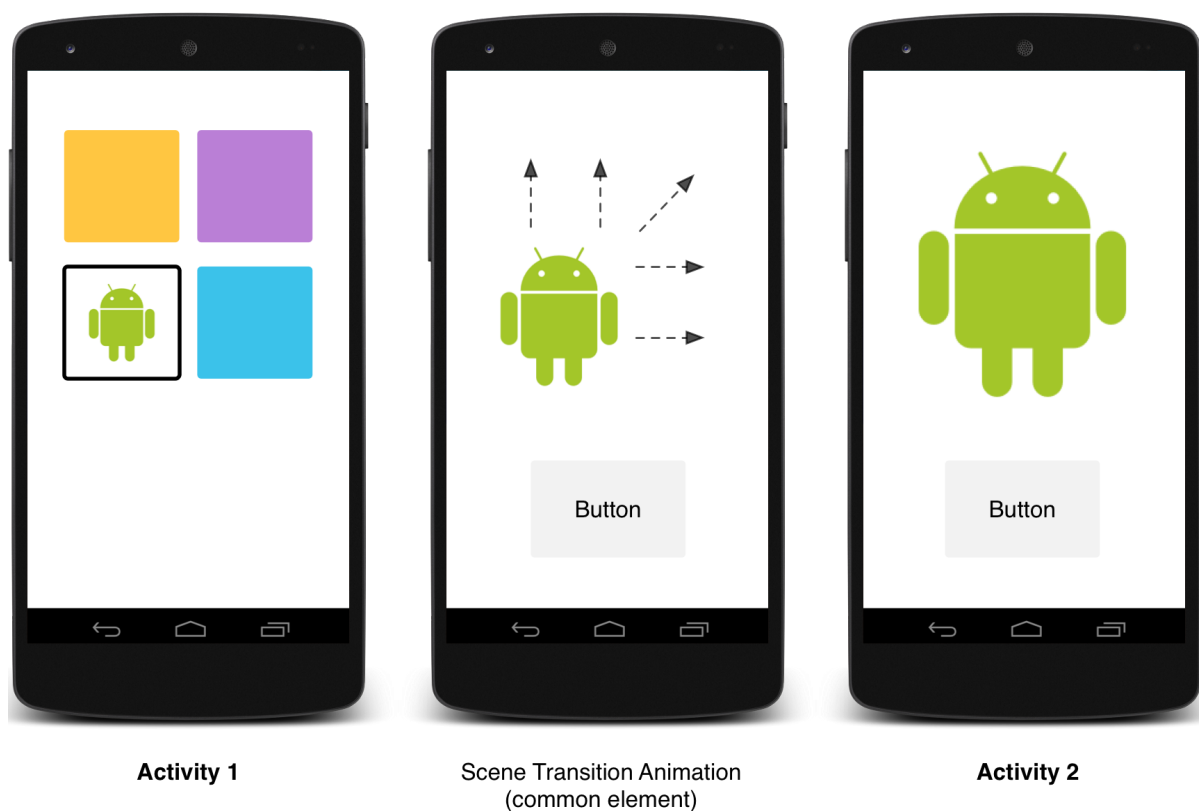 Button
Button
Activity 1
Scene Transition Animation
(common element)
Activity 2